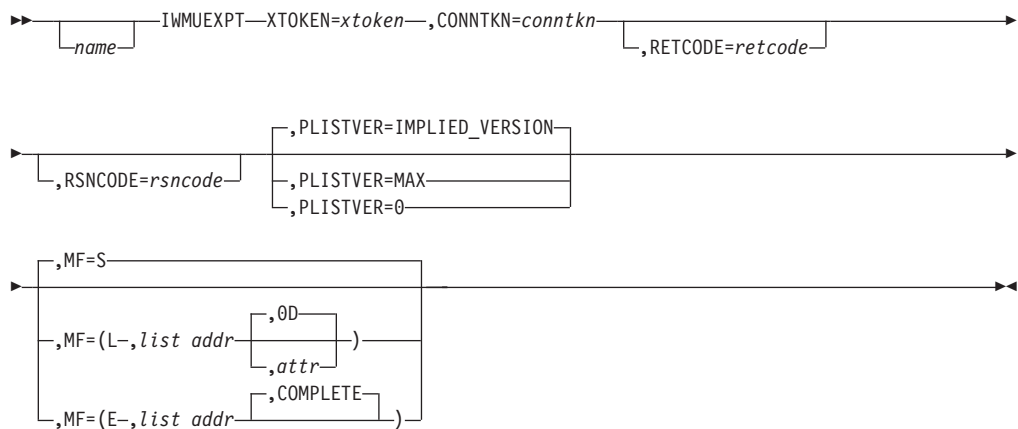 IWMUEXPT XTOKEN=xtoken ,CONNTKN=conntkn
name ,RETCODE=retcode
,PLISTVER=IMPLIED_VERSION
,RSNCODE=rsncode ,PLISTVER=MAX
,PLISTVER=0
,MF=S
,0D
,MF=(L ,list addr )
,attr
,COMPLETE
,MF=(E ,list addr )